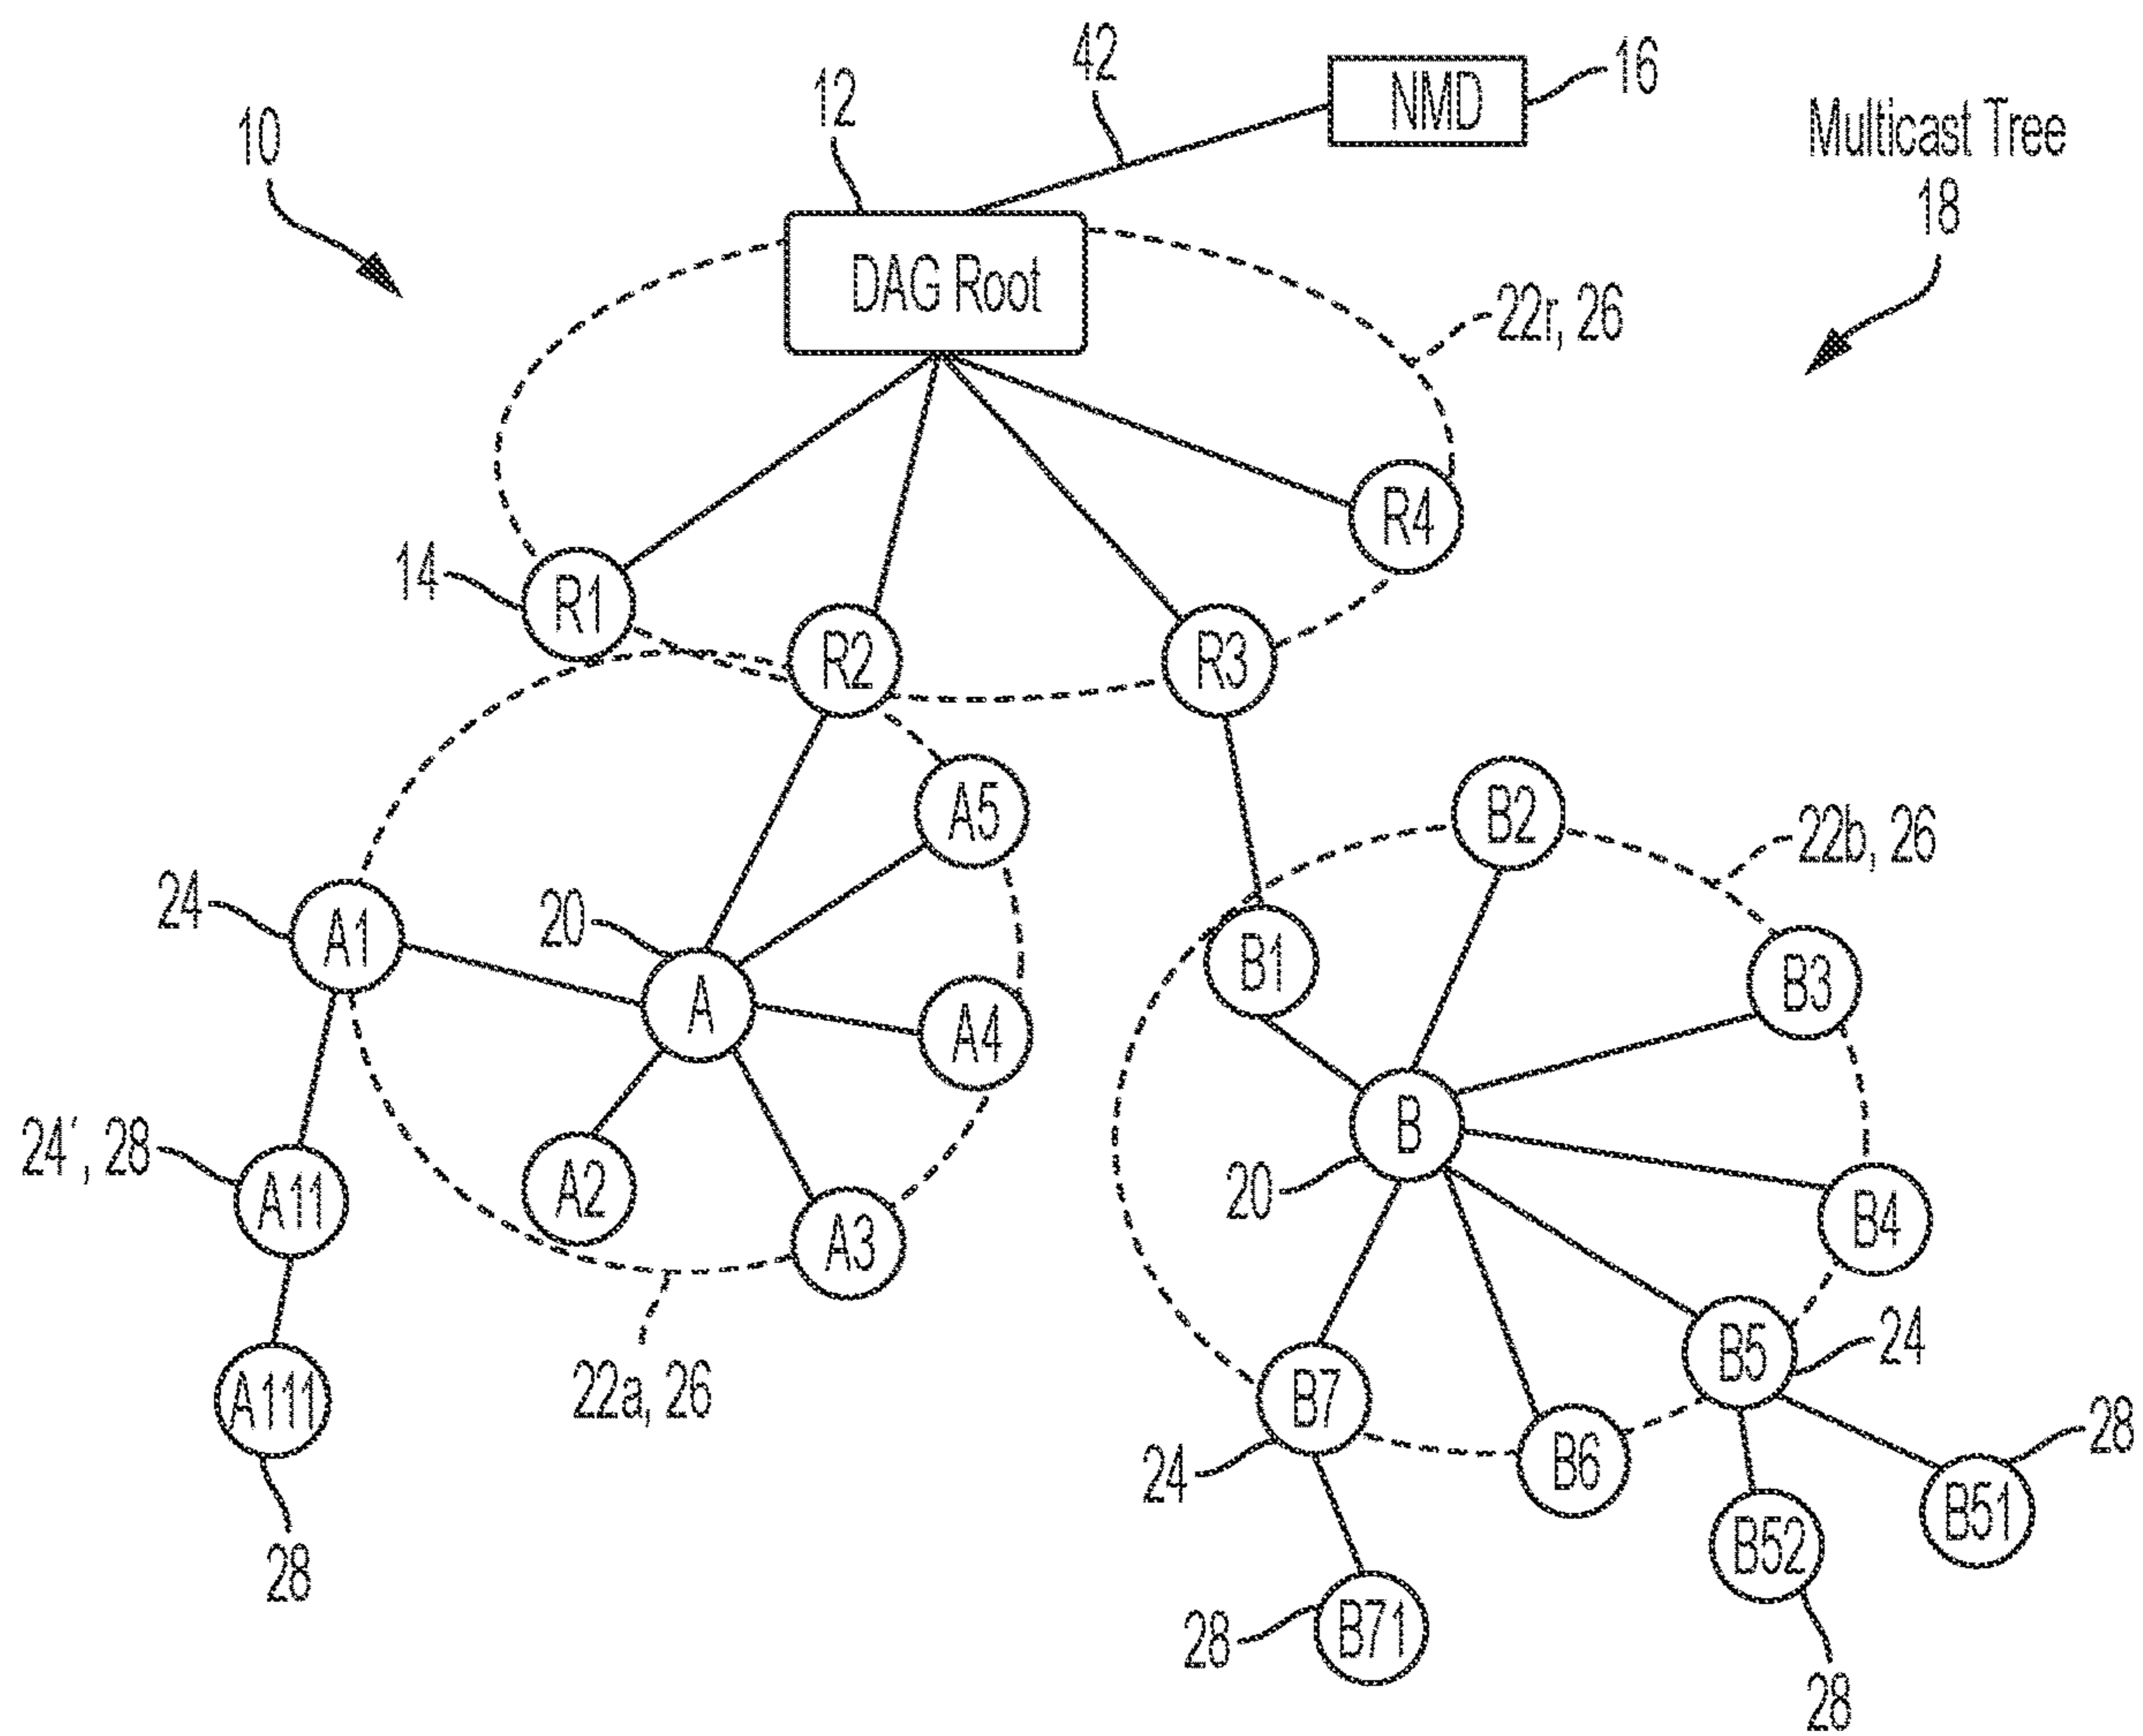 42
NMD
16
12
Multicast Tree
18
10
DAG Root
22r, 26
R4
14
R1
R2
R3
A5
B2
22b, 26
24
A1
20
A
A4
B1
B3
24', 28
A11
A2
A3
B
20
B4
A111
22a, 26
B5
24
B7
24
B6
28
28
B52
B51
28
B71
28